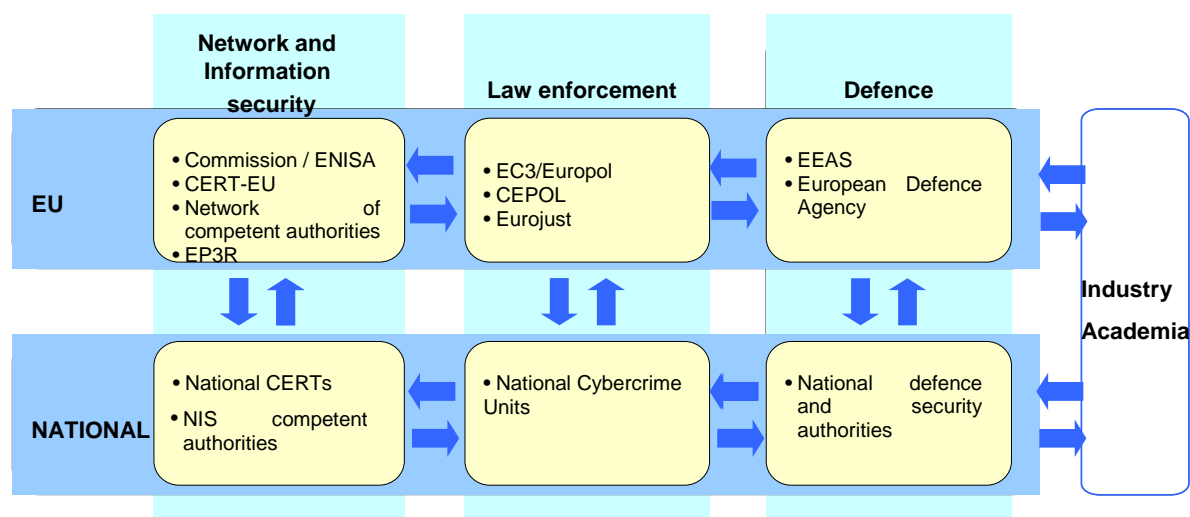 Network and
Information
security
Law enforcement
Defence
EU
• Commission / ENISA
• CERT-EU
• Network of
competent authorities
• EP3R
• EC3/Europol
• CEPOL
• Eurojust
• EEAS
• European Defence
Agency
Industry
Academia
NATIONAL
• National CERTs
• NIS competent
authorities
• National Cybercrime
Units
• National defence
and security
authorities